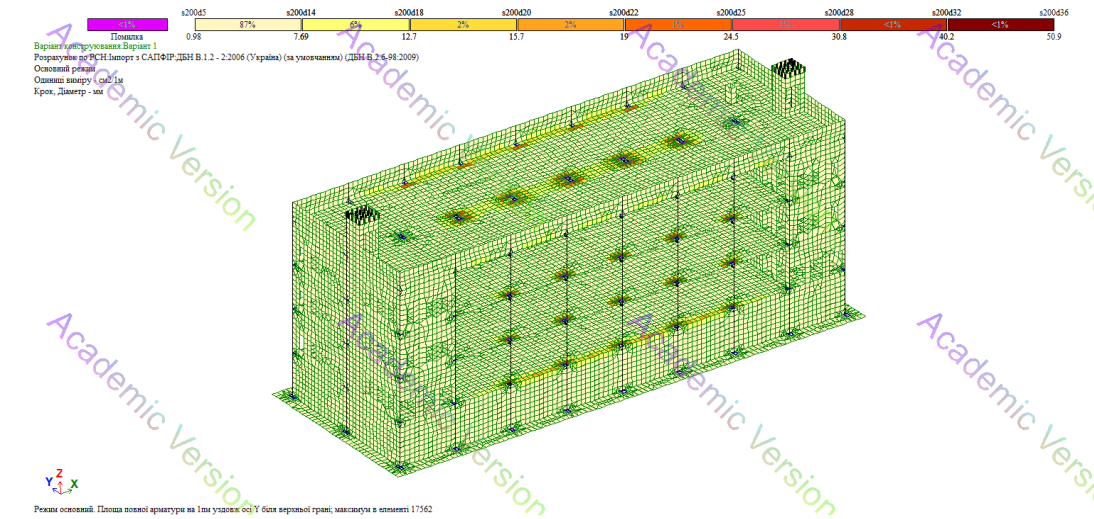 s200d5 s200d14 s200d18 s200d20 s200d22 s200d25 s200d28 s200d32 s200d36
<1% 87% 6% 2% 2% 1% <1% <1%
Помилка 0.98 7.69 12.7 15.7 19 24.5 30.8 40.2 50.9
Варіант конструювання:Варіант 1
Розрахунок по РСН:Імпорт з САПФІР:ДБН В.1.2 - 2:2006 (Україна) (за умовчанням) (ДБН В.2.6-98:2009)
Основний режим
Одиниці виміру - см2/1м
Крок, Діаметр - мм
Academic Version
Academic Version
Academic Version
Academic Version
Academic Version
Academic Version
Academic Version
Academic Version
Z
Y X
Режим основний. Площа повної арматури на 1пм уздовж осі Y біля верхньої грані; максимум в елементі 17562